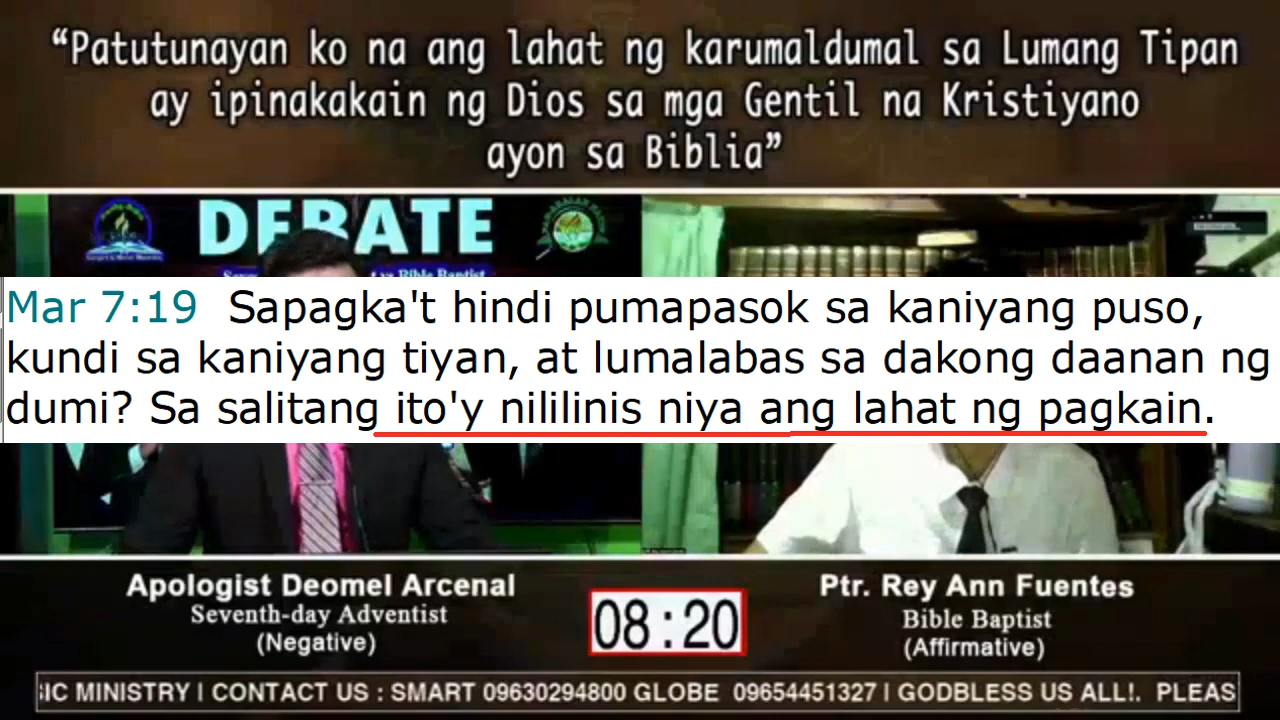 “Patutunayan ko na ang lahat ng karumaldumal sa Lumang Tipan
ay ipinakakain ng Dios sa mga Gentil na Kristiyano
ayon sa Biblia”
DEBATE
Bible Baptist
Mar 7:19 Sapagka't hindi pumapasok sa kaniyang puso,
kundi sa kaniyang tiyan, at lumalabas sa dakong daanan ng
dumi? Sa salitang ito'y nililinis niya ang lahat ng pagkain.
Apologist Deomel Arcenal
Seventh-day Adventist
(Negative)
08:20
Ptr. Rey Ann Fuentes
Bible Baptist
(Affirmative)
IC MINISTRY | CONTACT US : SMART 09630294800 GLOBE 09654451327 | GODBLESS US ALL!. PLEAS